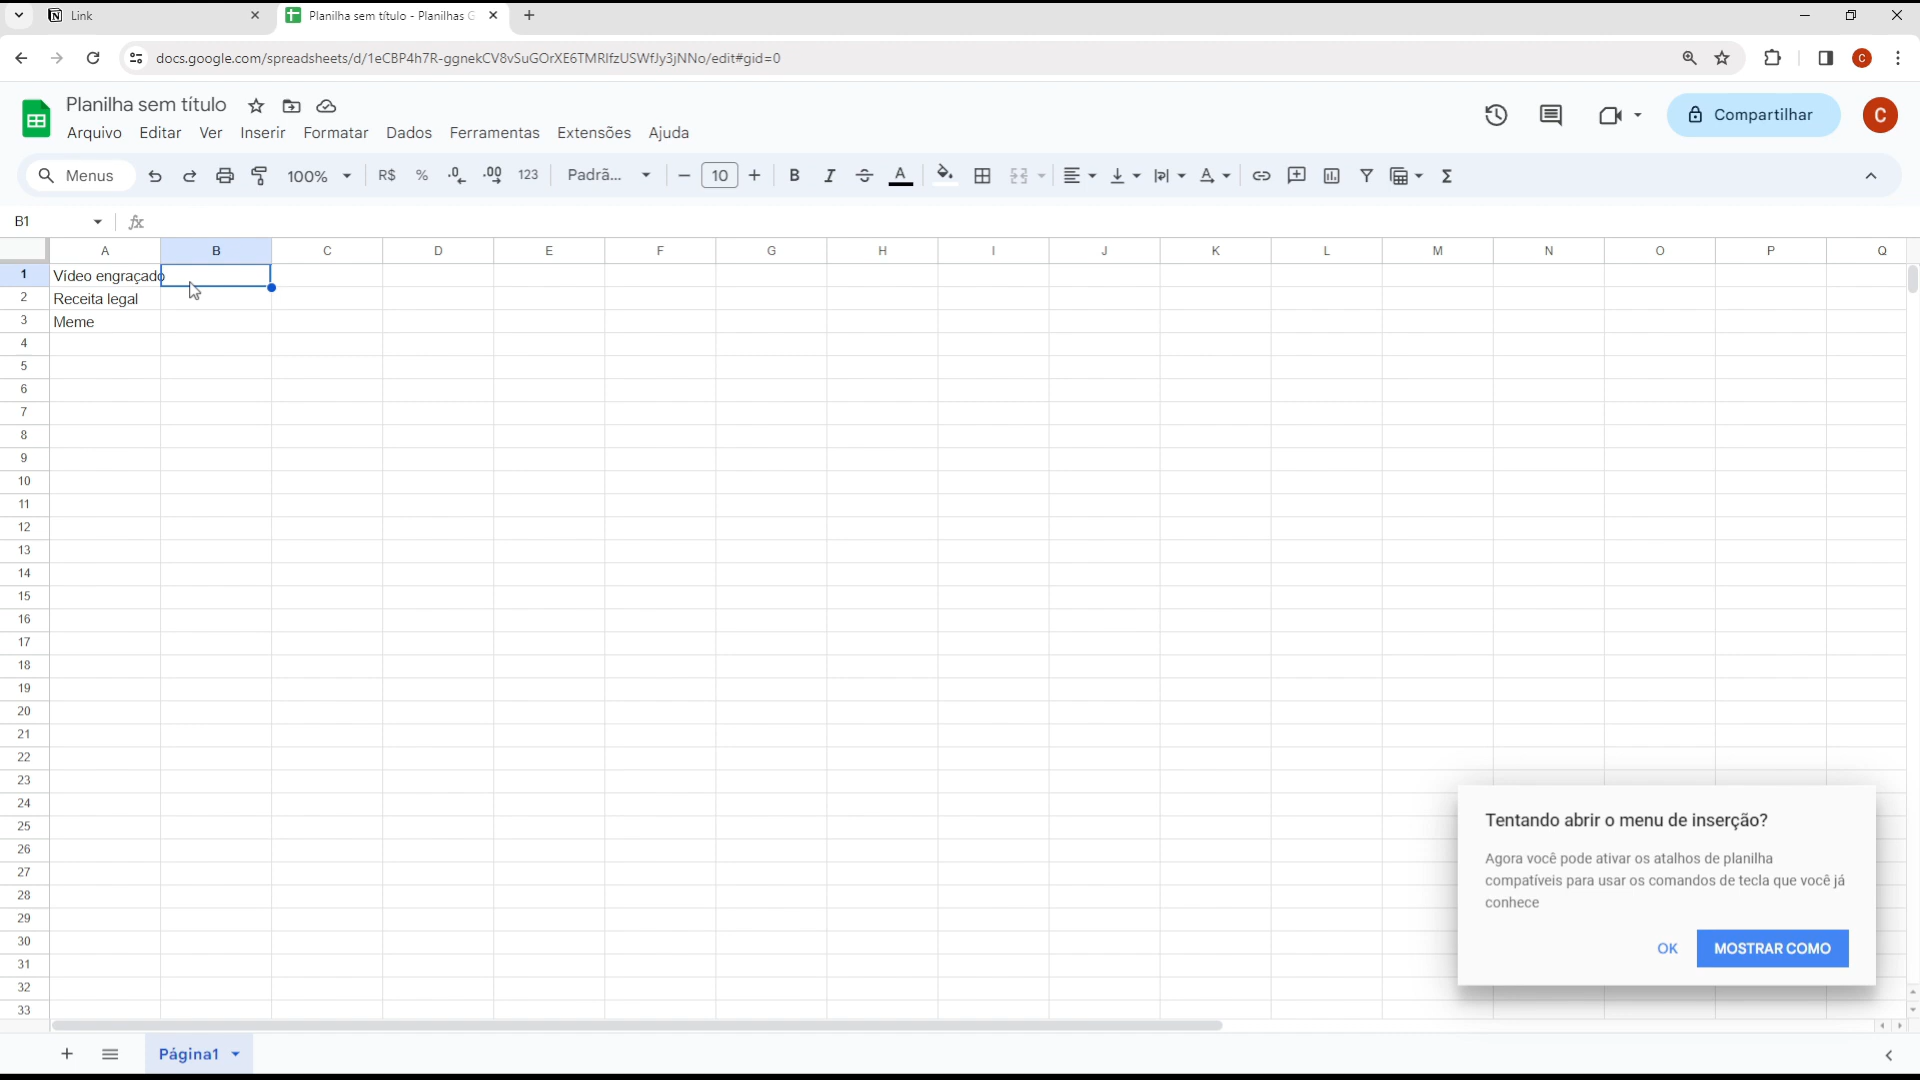 Link
Planilha sem título - Planilhas G
docs.google.com/spreadsheets/d/1eCBP4h7R-ggnekCV8vSuGOrXE6TMRIfzUSWfJy3jNNo/edit#gid=0
C
Planilha sem título
Arquivo Editar Ver Inserir Formatar Dados Extensões Ferramentas Ajuda
Compartilhar
C
Menus 100% R$ % .0 .00 123 Padrã... 10 B I A Σ
B1 fx
A B C D E F G H I J K L M N O P Q
1 Vídeo engraçado
2 Receita legal
3 Meme
4
5
6
7
8
9
10
11
12
13
14
15
16
17
18
19
20
21
22
23
24
25
26
27
28
29
30
31
32
33
Tentando abrir o menu de inserção?
Agora você pode ativar os atalhos de planilha
compatíveis para usar os comandos de tecla que você já
conhece
OK MOSTRAR COMO
Página1